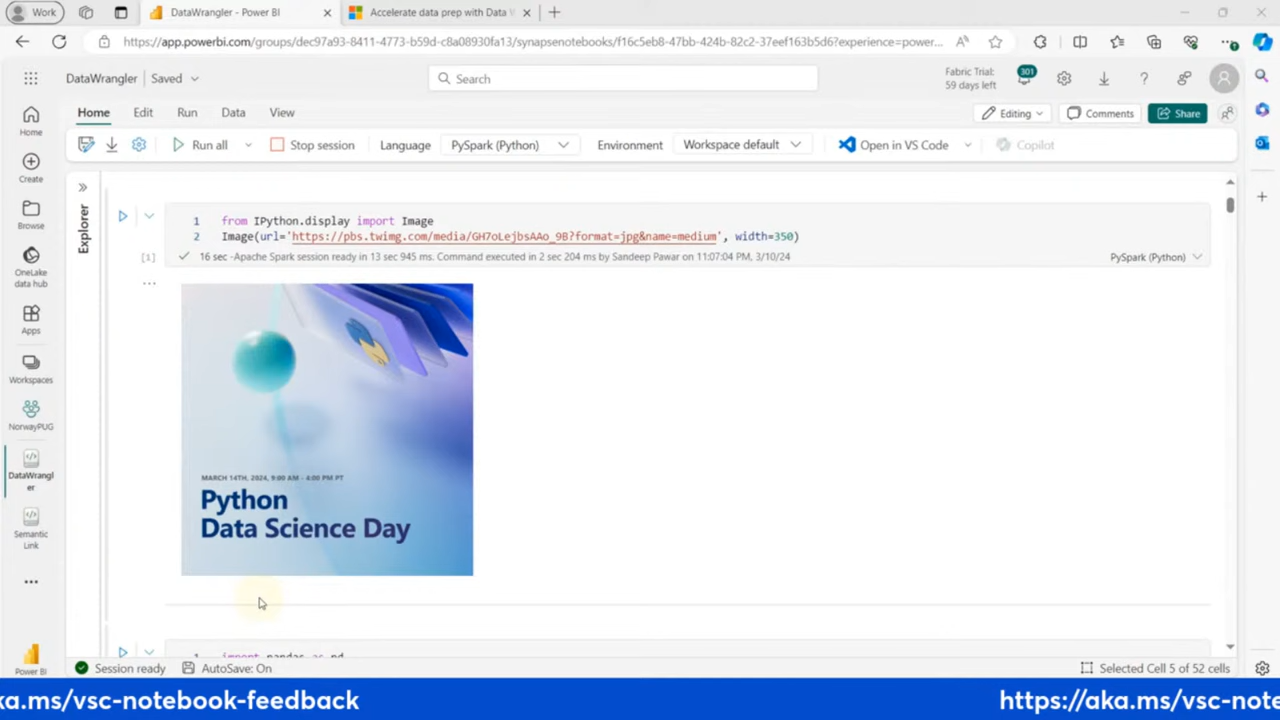 Work
DataWrangler - Power BI
Accelerate data prep with Data W
https://app.powerbi.com/groups/dec97a93-8411-4773-b59d-c8a08930fa13/synapsenotebooks/f16c5eb8-47bb-424b-82c2-37eef163b5d6?experience=power...
DataWrangler
Saved
Search
Fabric Trial:
59 days left
301
Home
Edit
Run
Data
View
Editing
Comments
Share
Run all
Stop session
Language
PySpark (Python)
Environment
Workspace default
Open in VS Code
Copilot
Home
Create
Browse
OneLake
data hub
Apps
Workspaces
NorwayPUG
DataWrangl
er
Semantic
Link
Power BI
Explorer
1 from IPython.display import Image
2 Image(url='https://pbs.twimg.com/media/GH7oLejbsAAo_9B?format=jpg&name=medium', width=350)
[1]
16 sec -Apache Spark session ready in 13 sec 945 ms. Command executed in 2 sec 204 ms by Sandeep Pawar on 11:07:04 PM, 3/10/24
PySpark (Python)
MARCH 14TH, 2024, 9:00 AM - 4:00 PM PT
Python
Data Science Day
1 import pandas as pd
Session ready
AutoSave: On
Selected Cell 5 of 52 cells
ka.ms/vsc-notebook-feedback
https://aka.ms/vsc-note